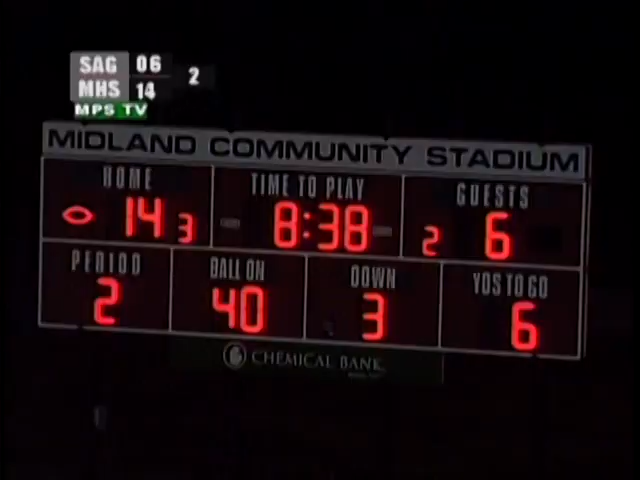 SAG 06 2
MHS 14
MPS TV
MIDLAND COMMUNITY STADIUM
HOME TIME TO PLAY GUESTS
14 3 8:38 2 6
PERIOD BALL ON DOWN YDS TO GO
2 40 3 6
CHEMICAL BANK